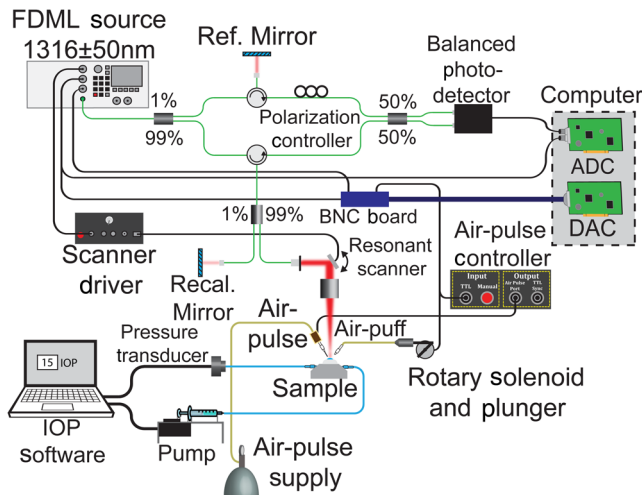 FDML source
1316±50nm
Ref. Mirror
Balanced
photo-
detector
Computer
1%
99%
Polarization
controller
50%
50%
ADC
DAC
BNC board
1%
99%
Scanner
driver
Recal.
Mirror
Resonant
scanner
Air-pulse
controller
Input
Output
TTL
Manual
Air Pulse
Port
TTL
Sync
Air-
pulse
Air-puff
Pressure
transducer
15 IOP
Sample
Rotary solenoid
and plunger
IOP
software
Pump
Air-pulse
supply